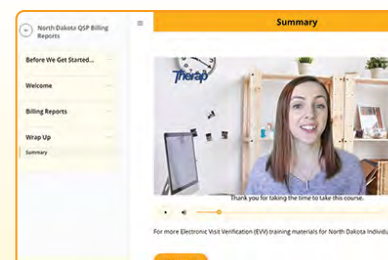 North Dakota QSP Billing
Reports
Before We Get Started...
Welcome
Billing Reports
Wrap Up
Summary
Summary
Therap
Thank you for taking the time to take this course.
For more Electronic Visit Verification (EVV) training materials for North Dakota Individu